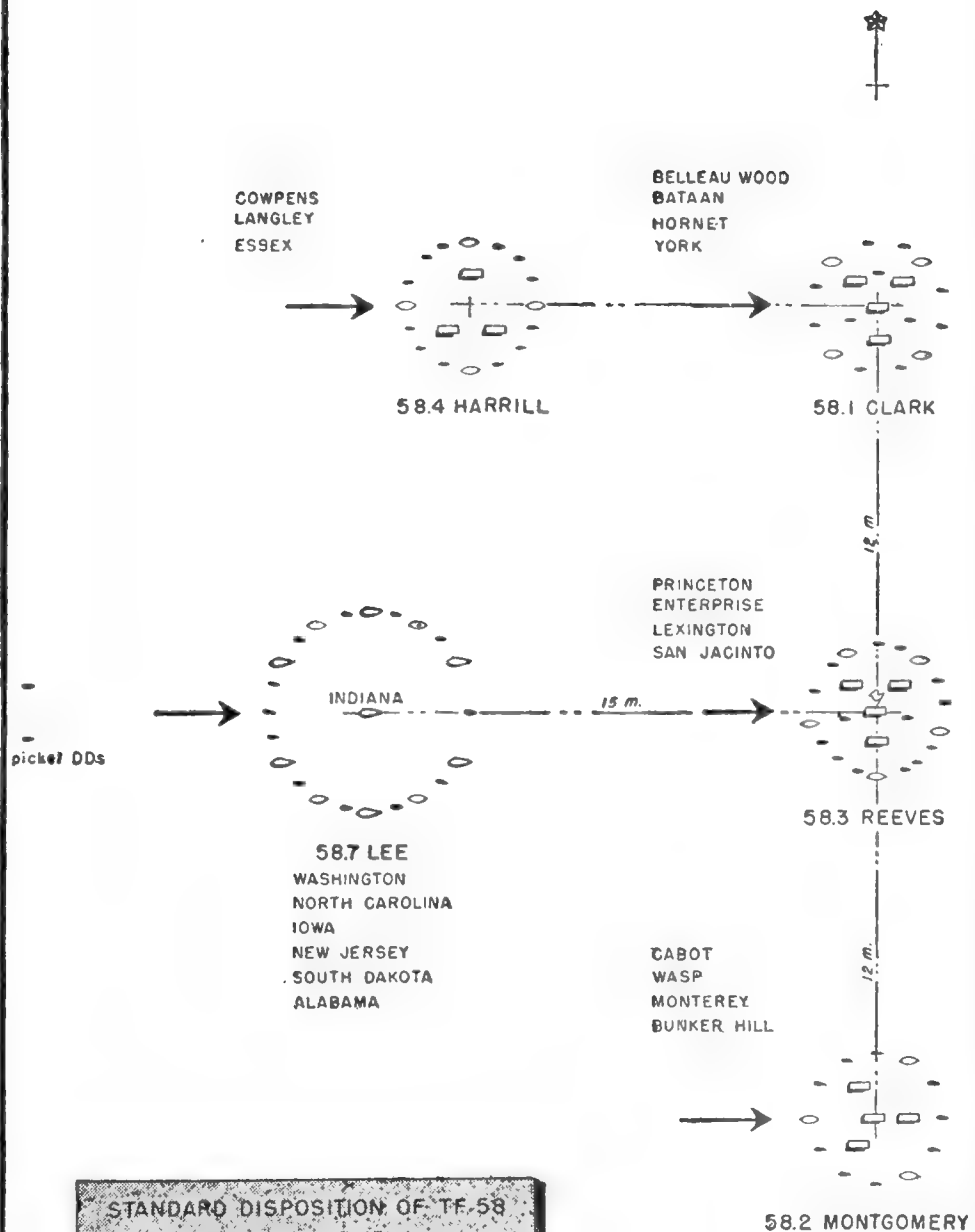 COWPENS
LANGLEY
ESSEX
BELLEAU WOOD
BATAAN
HORNET
YORK
58.4 HARRILL
58.1 CLARK
12 m.
PRINCETON
ENTERPRISE
LEXINGTON
SAN JACINTO
INDIANA
15 m.
picket DDs
58.3 REEVES
58.7 LEE
WASHINGTON
NORTH CAROLINA
IOWA
NEW JERSEY
SOUTH DAKOTA
ALABAMA
CABOT
WASP
MONTEREY
BUNKER HILL
12 m.
STANDARD DISPOSITION OF TF-58
58.2 MONTGOMERY